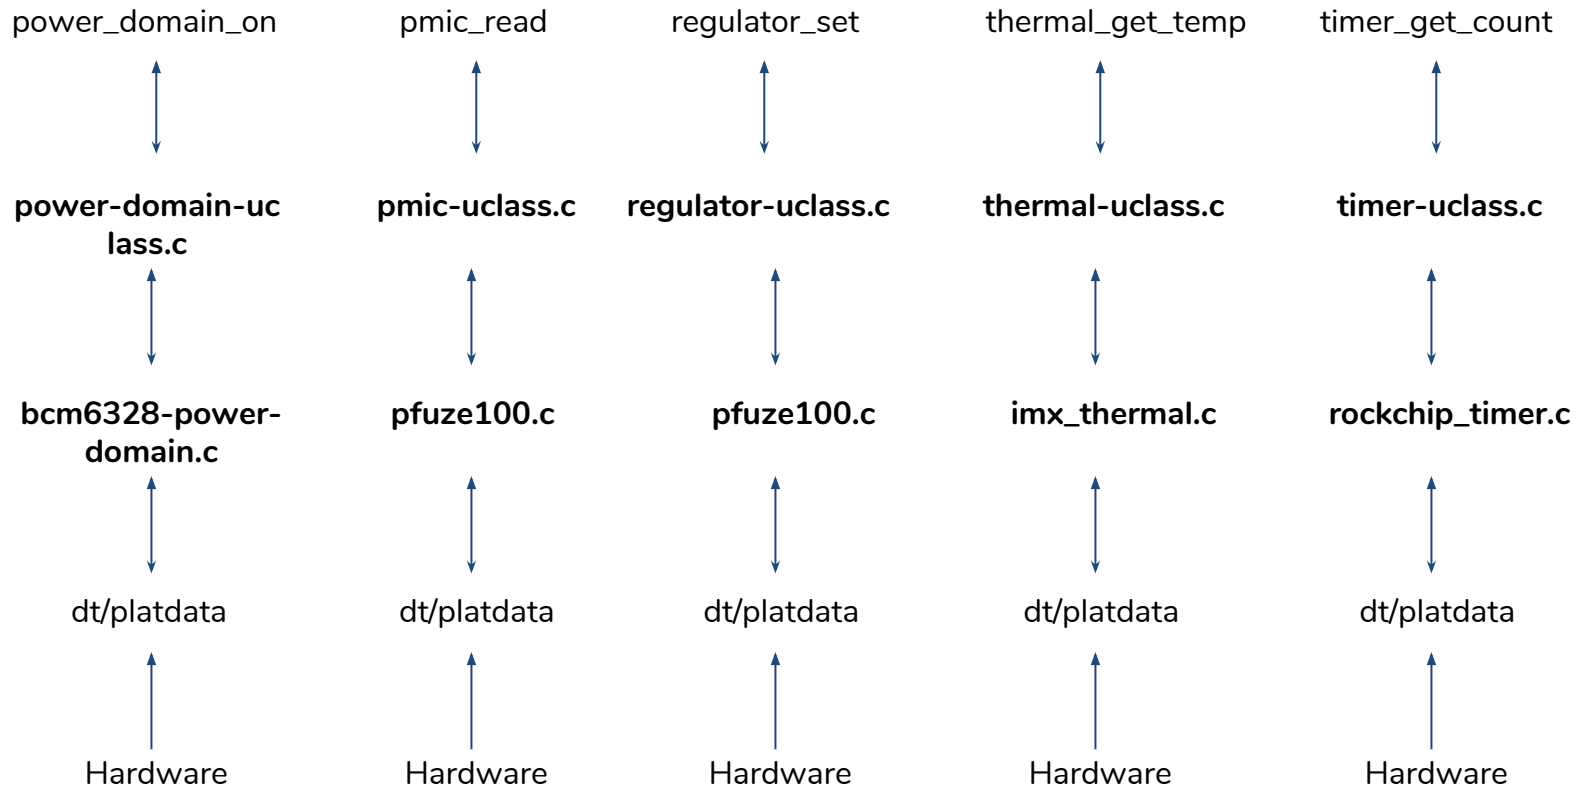 power_domain_on
pmic_read
regulator_set
thermal_get_temp
timer_get_count
power-domain-uc
lass.c
pmic-uclass.c
regulator-uclass.c
thermal-uclass.c
timer-uclass.c
bcm6328-power-
domain.c
pfuze100.c
pfuze100.c
imx_thermal.c
rockchip_timer.c
dt/platdata
dt/platdata
dt/platdata
dt/platdata
dt/platdata
Hardware
Hardware
Hardware
Hardware
Hardware